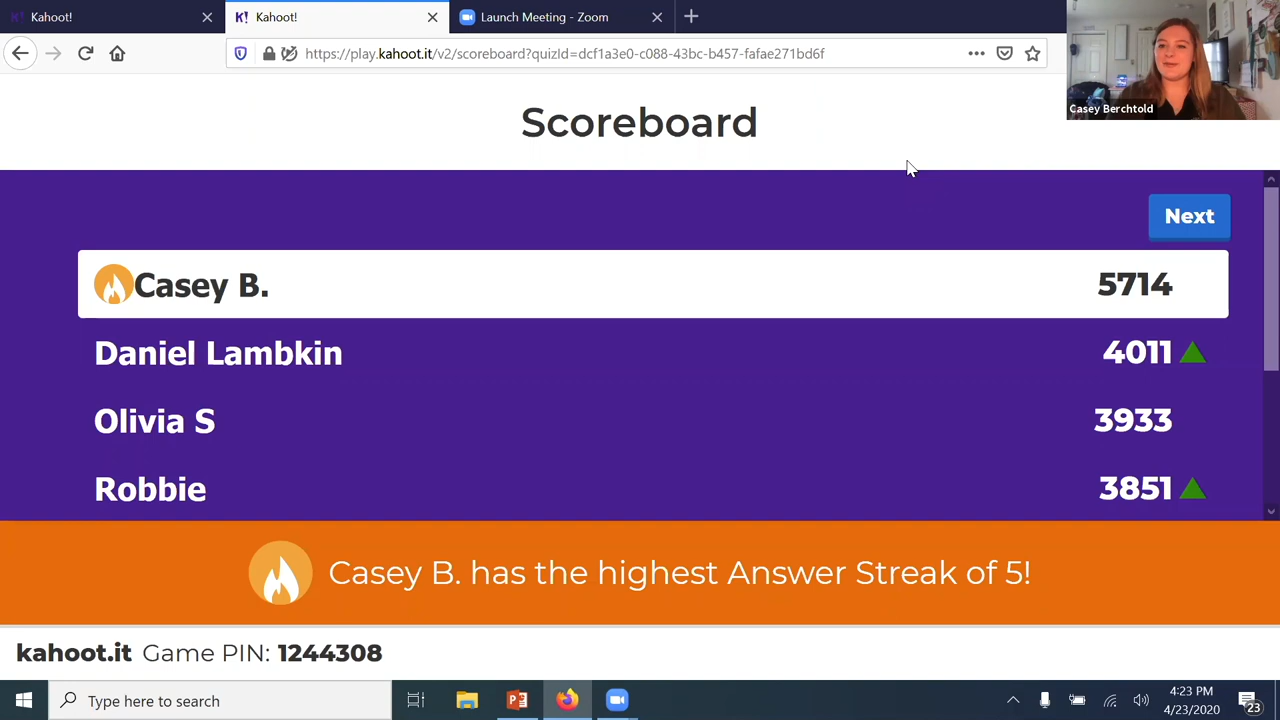 K! Kahoot!
K! Kahoot!
Launch Meeting - Zoom
https://play.kahoot.it/v2/scoreboard?quizId=dcf1a3e0-c088-43bc-b457-fafae271bd6f
Casey Berchtold
Scoreboard
Next
Casey B. 5714
Daniel Lambkin 4011
Olivia S 3933
Robbie 3851
Casey B. has the highest Answer Streak of 5!
kahoot.it Game PIN: 1244308
Type here to search
4:23 PM
4/23/2020
23